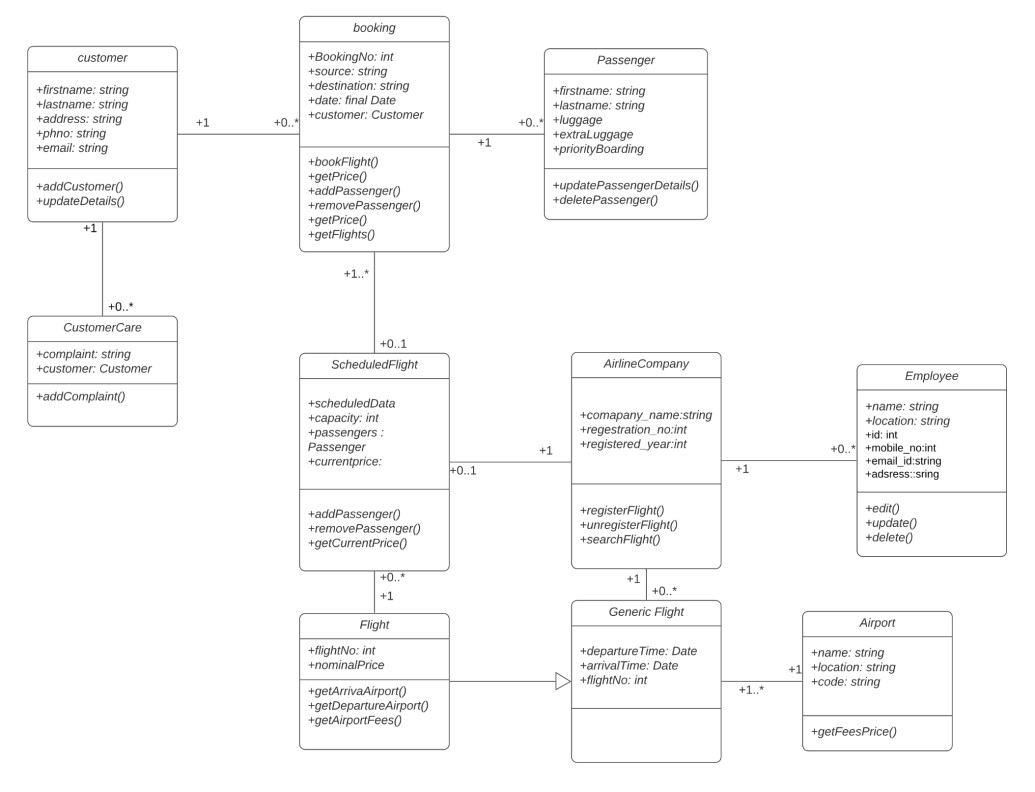 customer
+firstname: string
+lastname: string
+address: string
+phno: string
+email: string
+addCustomer()
+updateDetails()
+1
+0..*
booking
+BookingNo: int
+source: string
+destination: string
+date: final Date
+customer: Customer
+bookFlight()
+getPrice()
+addPassenger()
+removePassenger()
+getPrice()
+getFlights()
+1
+0..*
Passenger
+firstname: string
+lastname: string
+luggage
+extraLuggage
+priorityBoarding
+updatePassengerDetails()
+deletePassenger()
+1
+0..*
CustomerCare
+complaint: string
+customer: Customer
+addComplaint()
+1..*
+0..1
ScheduledFlight
+scheduledData
+capacity: int
+passengers :
Passenger
+currentprice:
+addPassenger()
+removePassenger()
+getCurrentPrice()
+0..1
+1
AirlineCompany
+comapany_name:string
+regestration_no:int
+registered_year:int
+registerFlight()
+unregisterFlight()
+searchFlight()
+1
+0..*
Employee
+name: string
+location: string
+id: int
+mobile_no:int
+email_id:string
+adsress::sring
+edit()
+update()
+delete()
+0..*
+1
Flight
+flightNo: int
+nominalPrice
+getArrivaAirport()
+getDepartureAirport()
+getAirportFees()
+1
+0..*
Generic Flight
+departureTime: Date
+arrivalTime: Date
+flightNo: int
+1..*
+1
Airport
+name: string
+location: string
+code: string
+getFeesPrice()